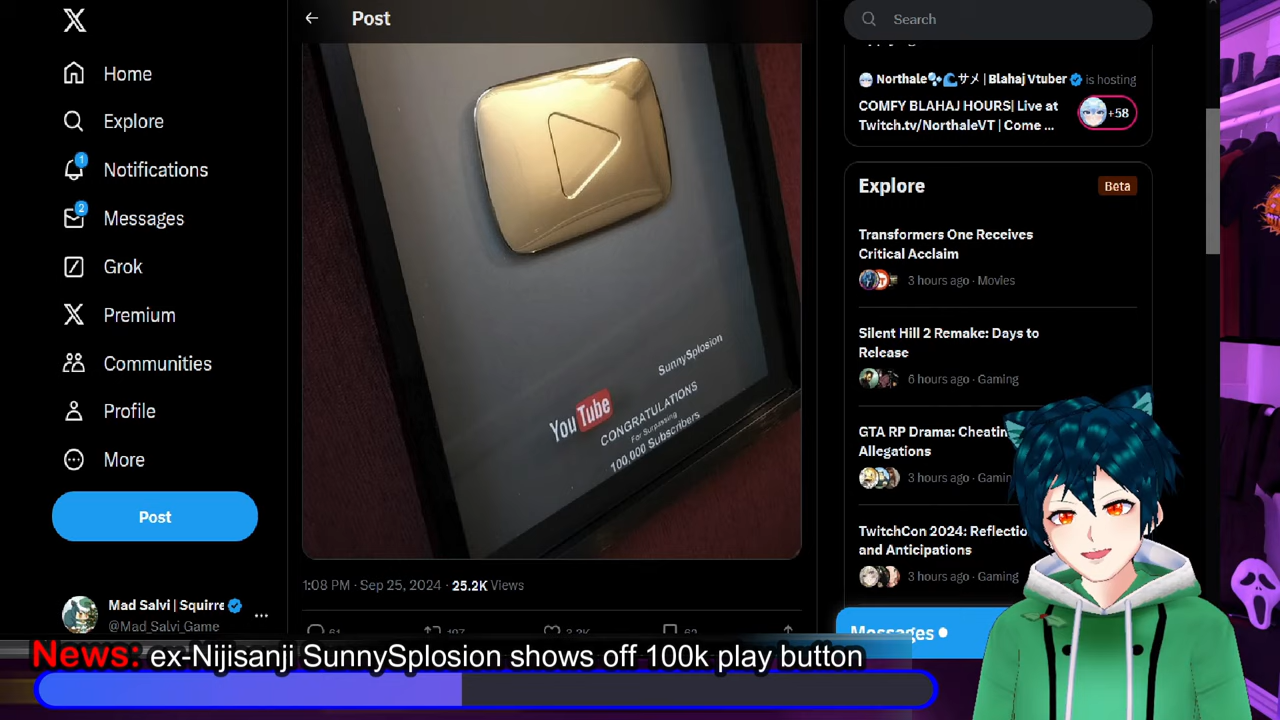 Post
Search
Home
Explore
1
Notifications
2
Messages
Grok
Premium
Communities
Profile
More
Post
Mad Salvi | Squirre
@Mad_Salvi_Game
SunnySplosion
YouTube
CONGRATULATIONS
For Surpassing
100,000 Subscribers
1:08 PM · Sep 25, 2024 · 25.2K Views
Northale🫧🌊サメ | Blahaj Vtuber is hosting
COMFY BLAHAJ HOURS| Live at
Twitch.tv/NorthaleVT | Come ...
+58
Explore
Beta
Transformers One Receives
Critical Acclaim
3 hours ago · Movies
Silent Hill 2 Remake: Days to
Release
6 hours ago · Gaming
GTA RP Drama: Cheatin
Allegations
3 hours ago · Gamin
TwitchCon 2024: Reflectio
and Anticipations
3 hours ago · Gaming
Messages
News: ex-Nijisanji SunnySplosion shows off 100k play button